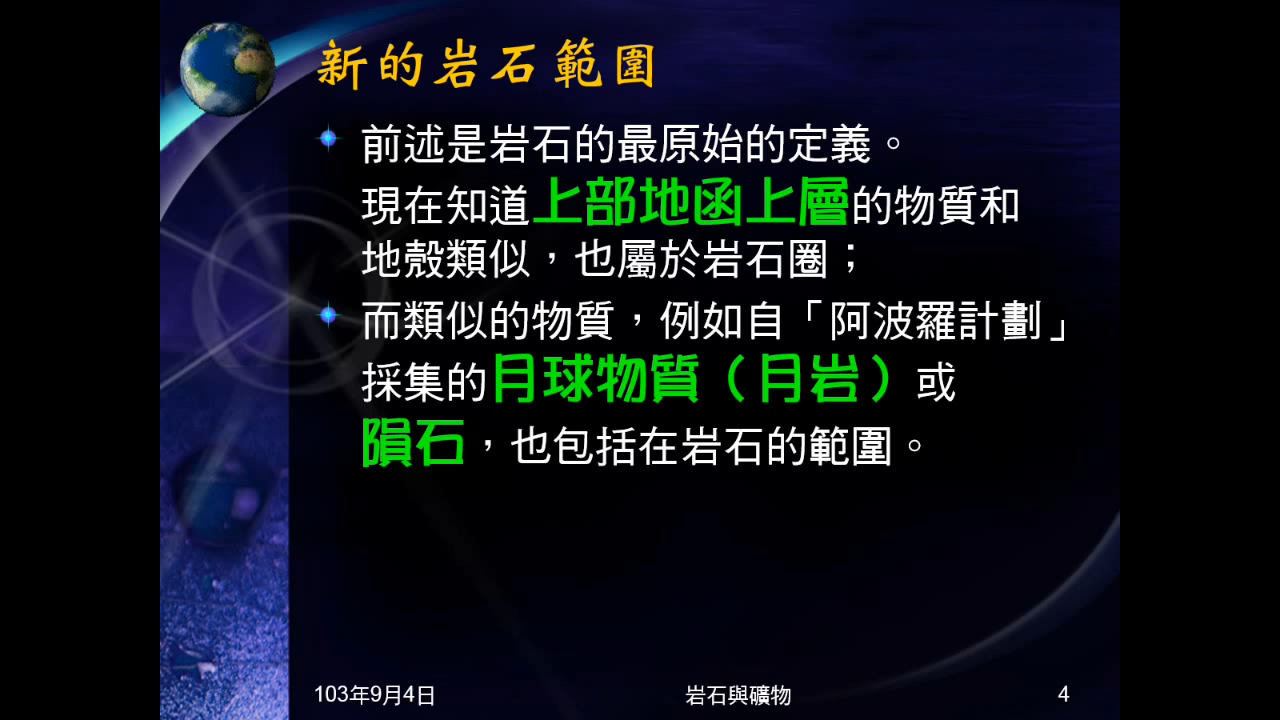 新的岩石範圍
前述是岩石的最原始的定義。
現在知道上部地函上層的物質和
地殼類似，也屬於岩石圈；
而類似的物質，例如自「阿波羅計劃」
採集的月球物質（月岩）或
隕石，也包括在岩石的範圍。
103年9月4日
岩石與礦物
4